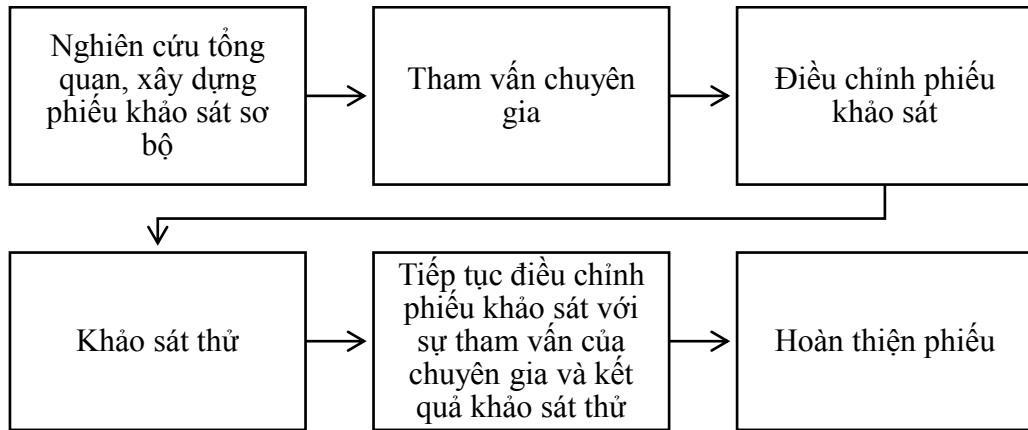 Nghiên cứu tổng
quan, xây dựng
phiếu khảo sát sơ
bộ
Tham vấn chuyên
gia
Điều chỉnh phiếu
khảo sát
Khảo sát thử
Tiếp tục điều chỉnh
phiếu khảo sát với
sự tham vấn của
chuyên gia và kết
quả khảo sát thử
Hoàn thiện phiếu